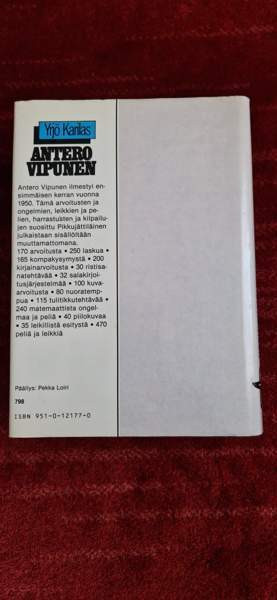 Yrjö Karilas
ANTERO
VIPUNEN
Antero Vipunen ilmestyi en-
simmäisen kerran vuonna
1950. Tämä arvoitusten ja
ongelmien, leikkien ja pe-
lien, harrastusten ja kilpailu-
jen suosittu Pikkujättiläinen
julkaistaan sisällöltään
muuttamattomana.
170 arvoitusta • 250 laskua •
165 kompakysymystä • 200
kirjainarvoitusta • 30 ristisa-
natehtävää • 32 salakirjoi-
tusjärjestelmää • 100 kuva-
arvoitusta • 80 nuoratemp-
pua • 115 tulitikkutehtävää •
240 matemaattista ongel-
maa ja peliä • 40 piilokuvaa
• 35 leikillistä esitystä • 470
peliä ja leikkiä
Päällys: Pekka Loiri
798
ISBN 951-0-12177-0